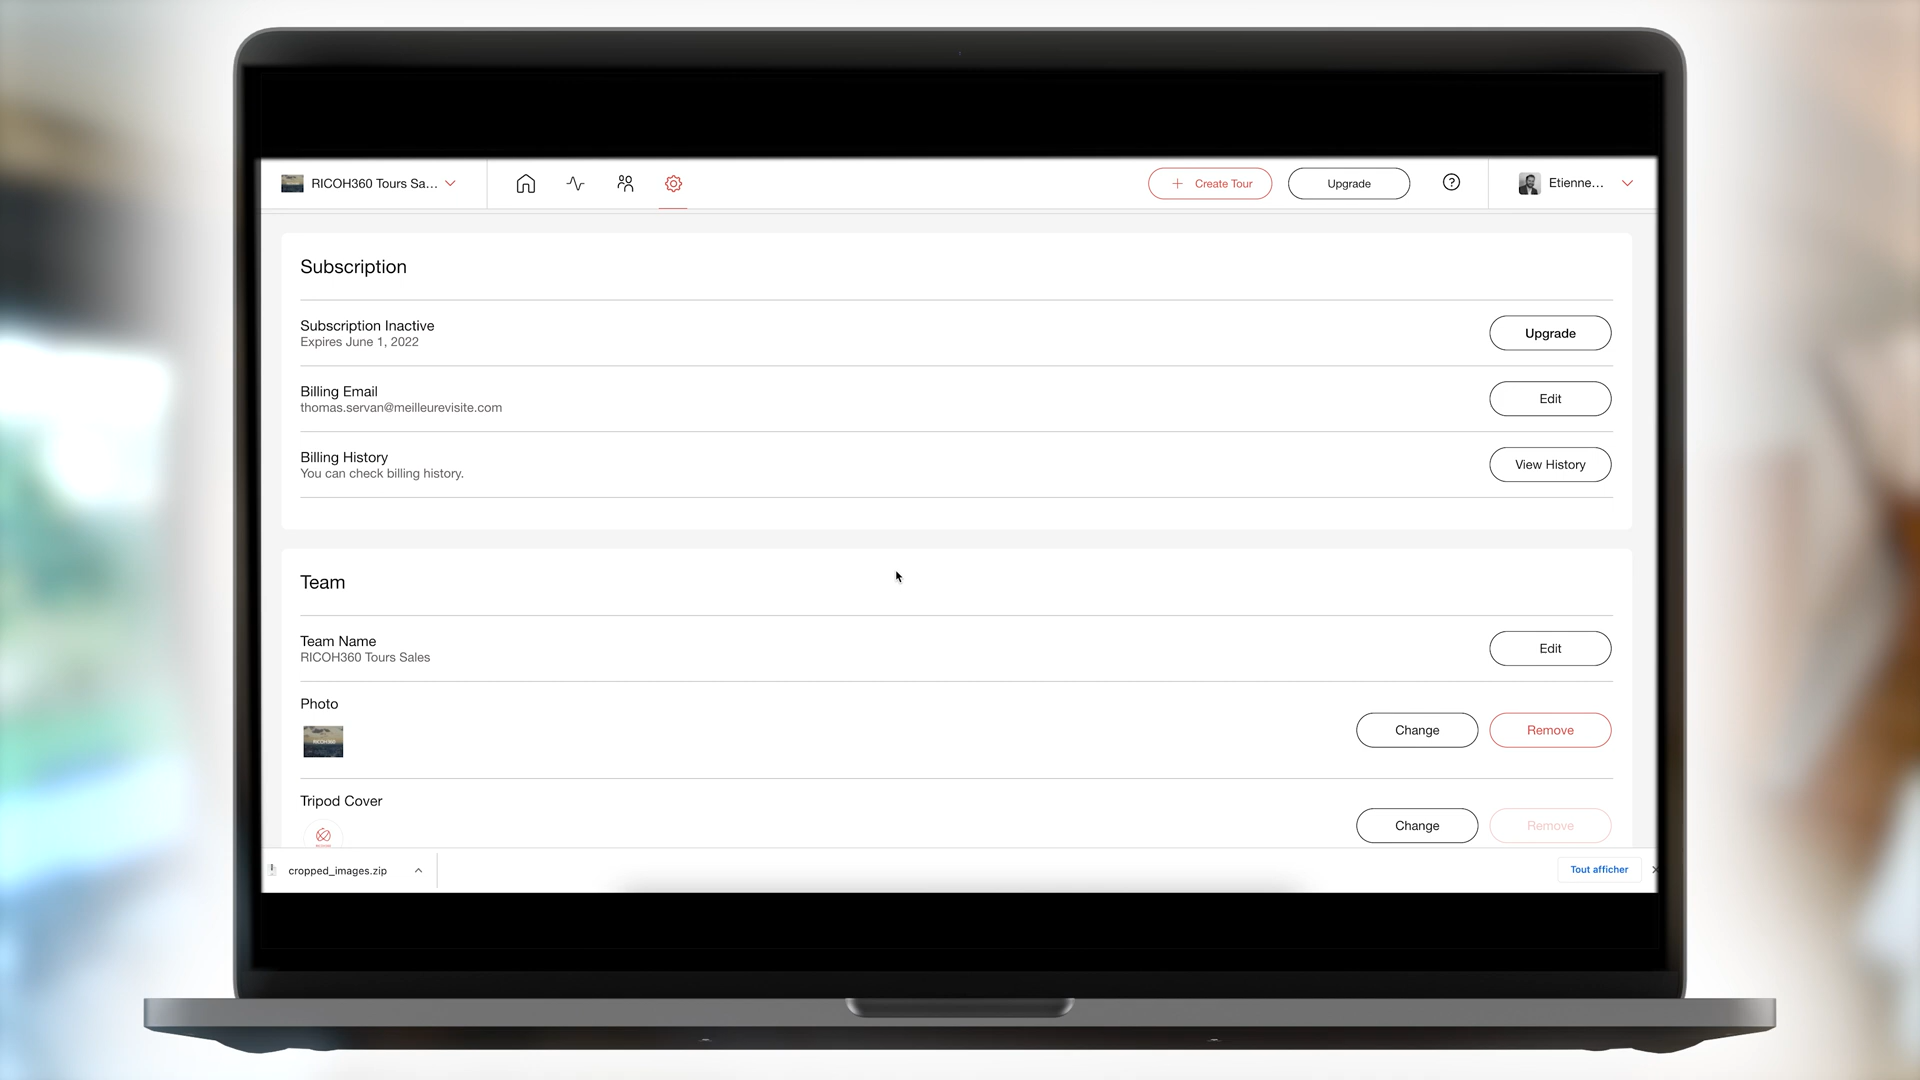 RICOH360 Tours Sa...
Create Tour
Upgrade
Etienne...
Subscription
Subscription Inactive
Expires June 1, 2022
Upgrade
Billing Email
thomas.servan@meilleurevisite.com
Edit
Billing History
You can check billing history.
View History
Team
Team Name
RICOH360 Tours Sales
Edit
Photo
RICOH360
Change
Remove
Tripod Cover
Change
Remove
cropped_images.zip
Tout afficher